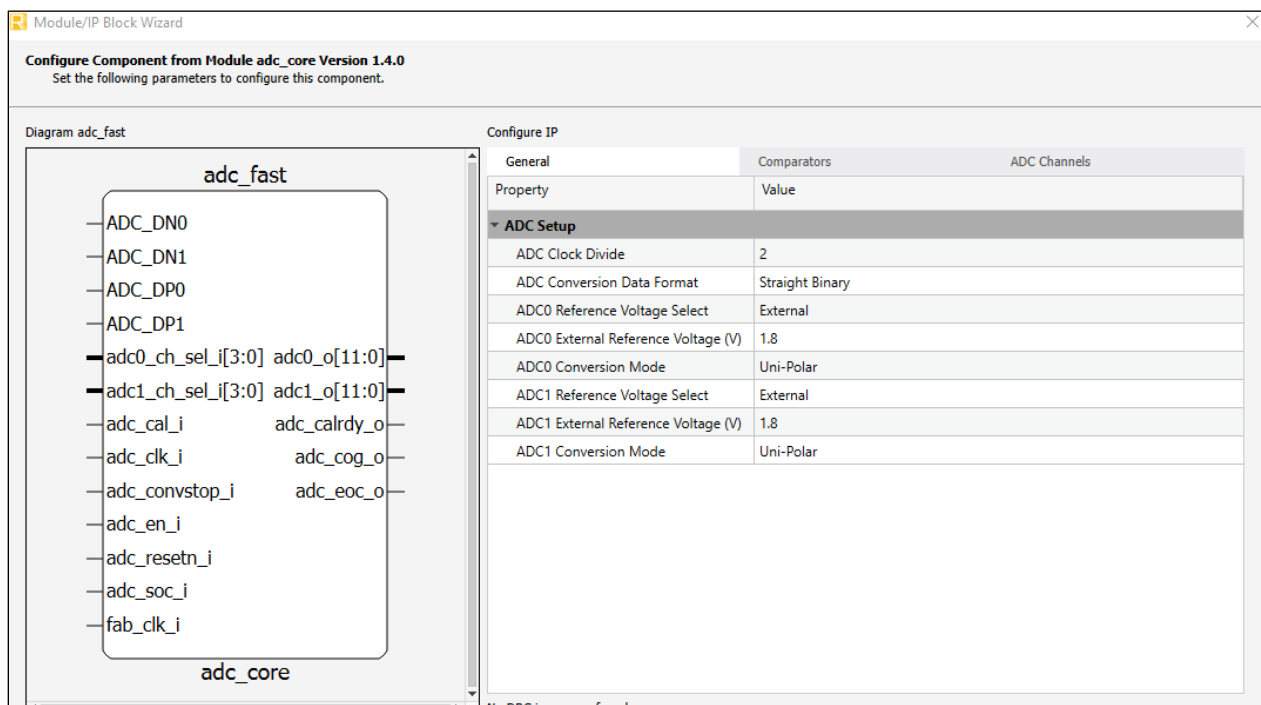 Module/IP Block Wizard
Configure Component from Module adc_core Version 1.4.0
Set the following parameters to configure this component.
Diagram adc_fast
adc_fast
ADC_DN0
ADC_DN1
ADC_DP0
ADC_DP1
adc0_ch_sel_i[3:0] adc0_o[11:0]
adc1_ch_sel_i[3:0] adc1_o[11:0]
adc_cal_i adc_calrdy_o
adc_clk_i adc_cog_o
adc_convstop_i adc_eoc_o
adc_en_i
adc_resetn_i
adc_soc_i
fab_clk_i
adc_core
Configure IP
General Comparators ADC Channels
Property Value
ADC Setup
ADC Clock Divide 2
ADC Conversion Data Format Straight Binary
ADC0 Reference Voltage Select External
ADC0 External Reference Voltage (V) 1.8
ADC0 Conversion Mode Uni-Polar
ADC1 Reference Voltage Select External
ADC1 External Reference Voltage (V) 1.8
ADC1 Conversion Mode Uni-Polar